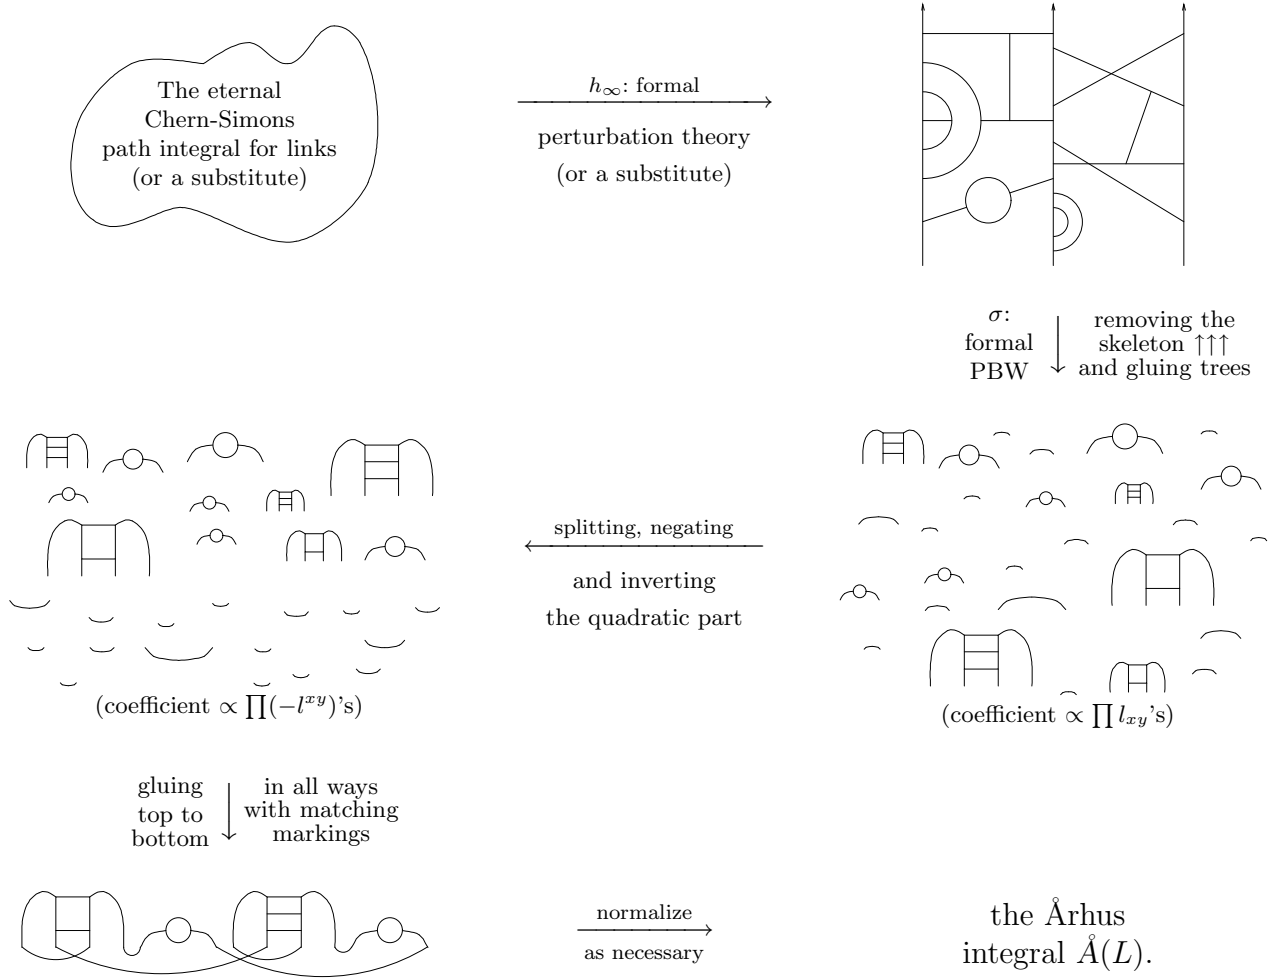 The eternal
Chern-Simons
path integral for links
(or a substitute)
h∞: formal
perturbation theory
(or a substitute)
σ:
formal
PBW
removing the
skeleton ↑↑↑
and gluing trees
splitting, negating
and inverting
the quadratic part
(coefficient ∝ ∏(−l^{xy})'s)
(coefficient ∝ ∏ l_{xy}'s)
gluing
top to
bottom
in all ways
with matching
markings
normalize
as necessary
the Århus
integral Å(L).